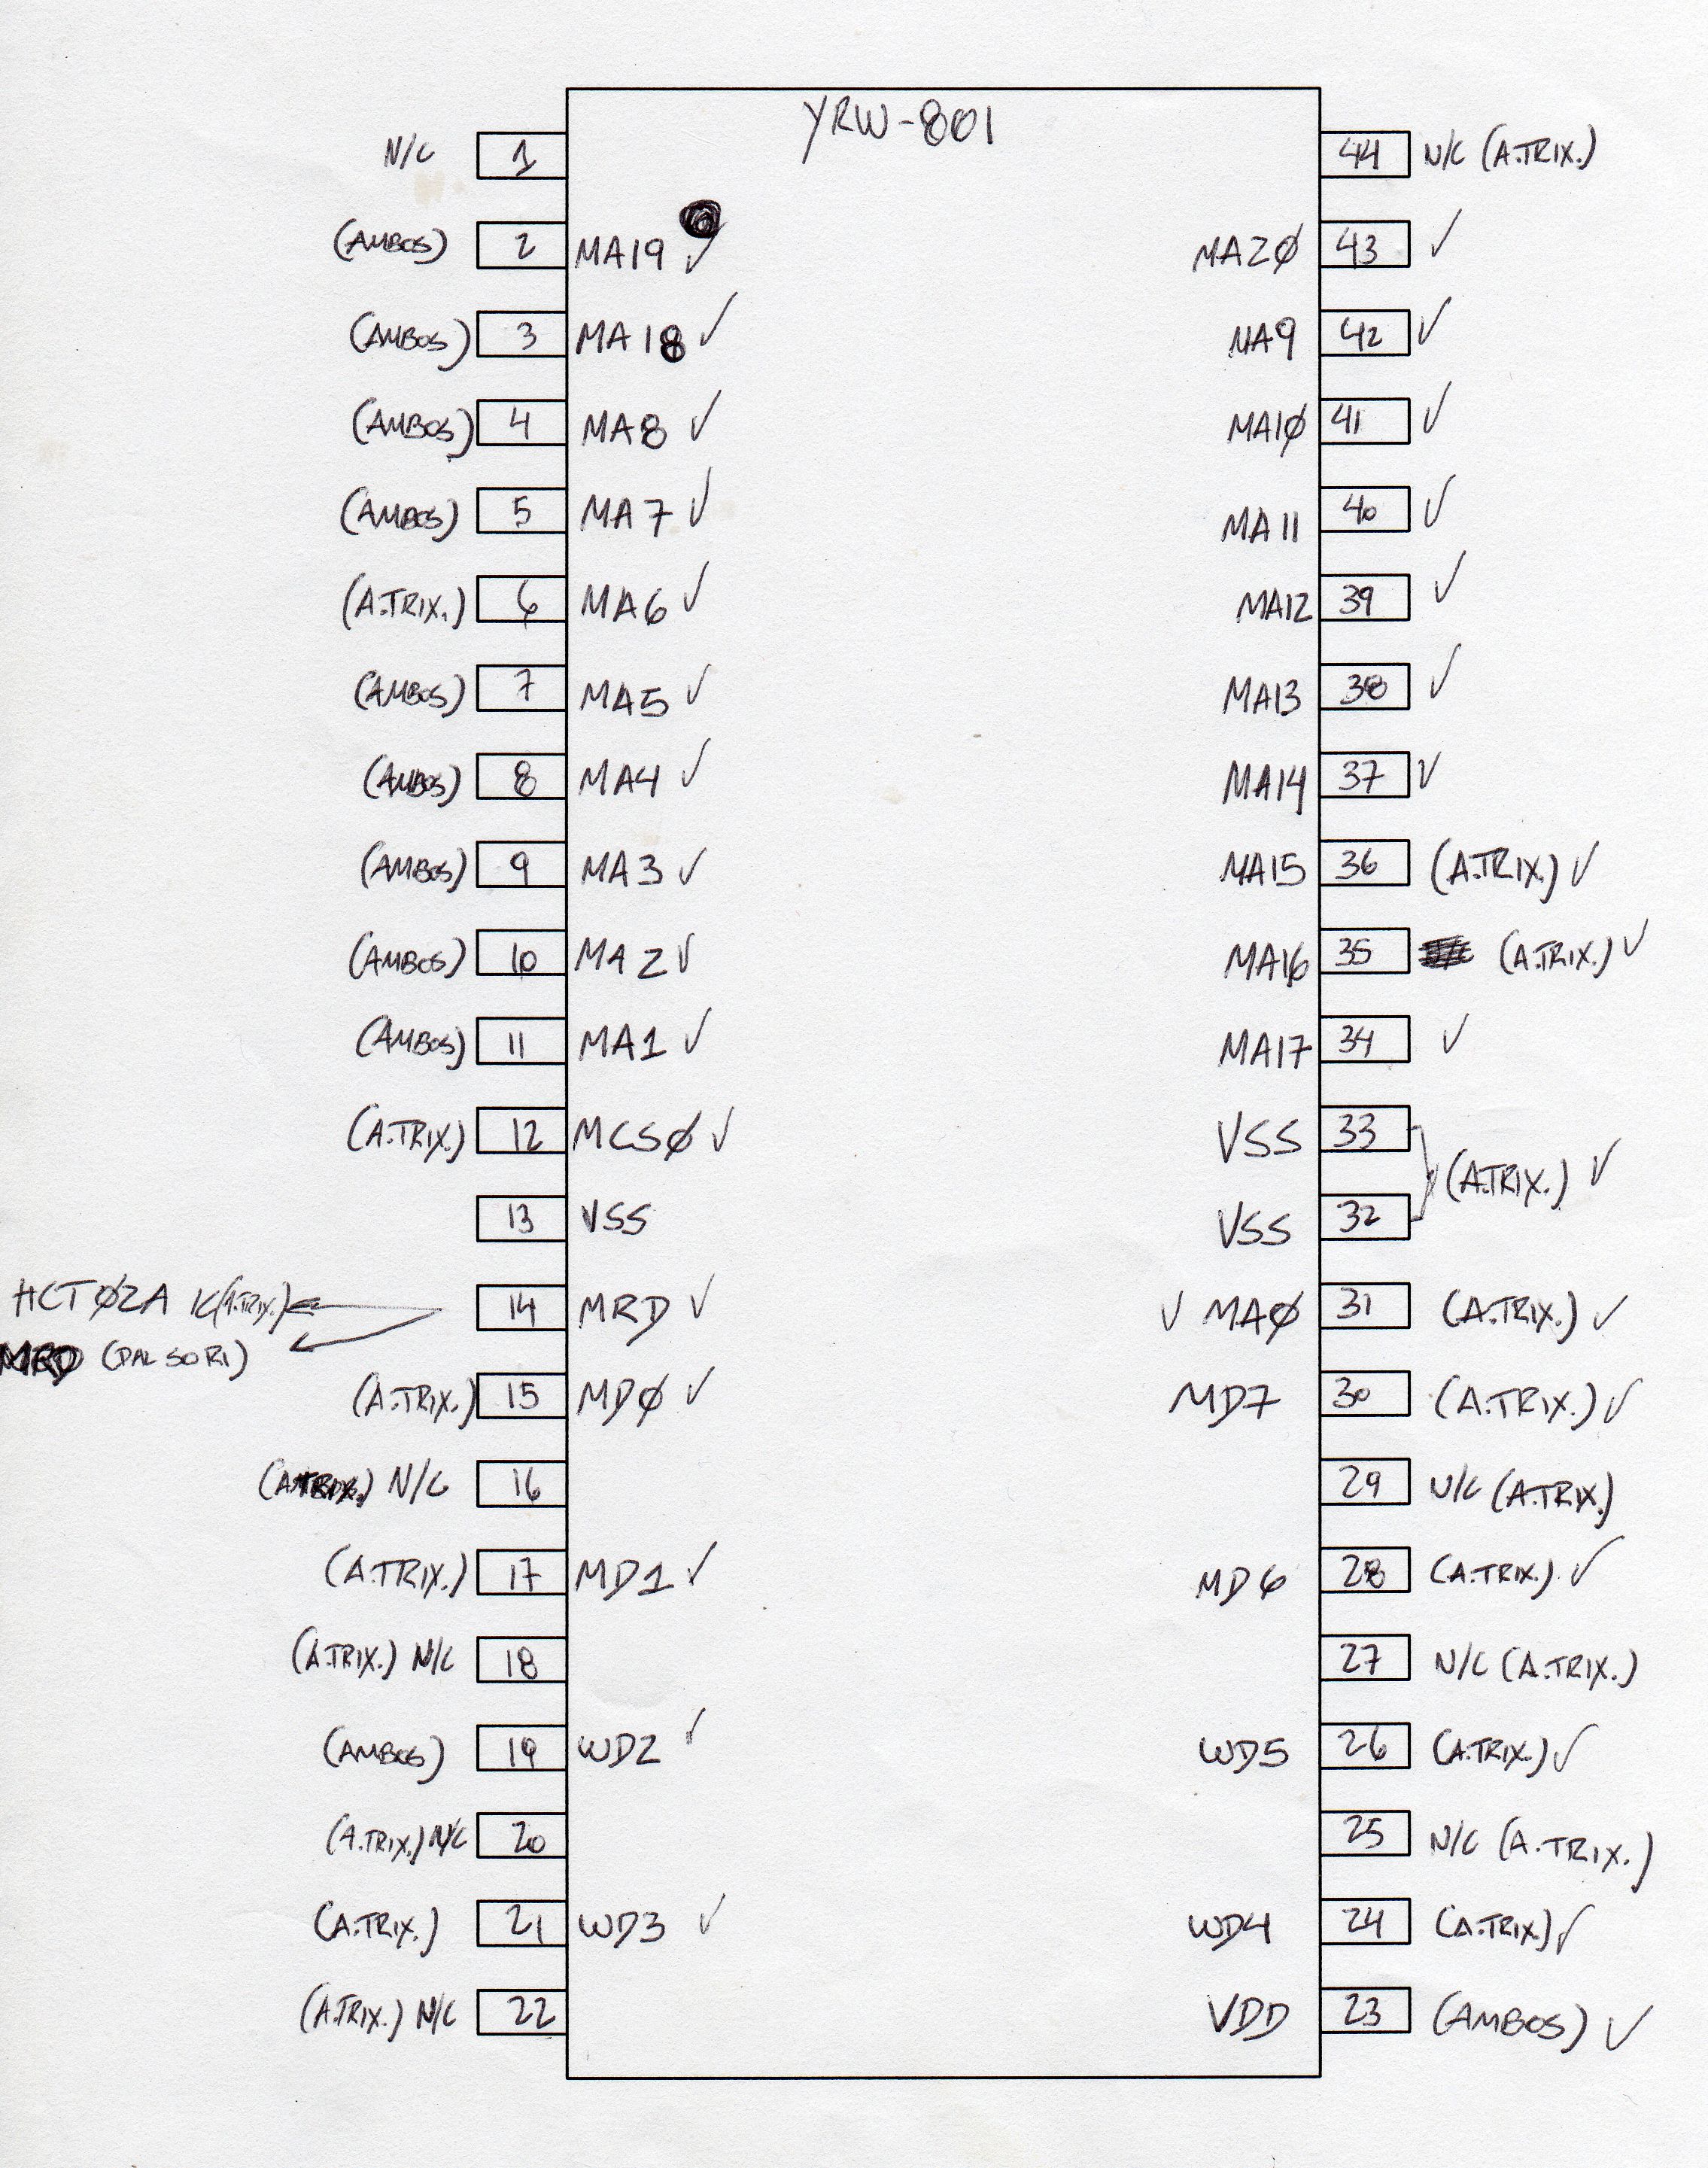 YRW-801
N/C 1 44 N/C (A.TRIX.)
(AMBOS) 2 MA19 ✓ MA2Ø 43 ✓
(AMBOS) 3 MA18 ✓ MA9 42 ✓
(AMBOS) 4 MA8 ✓ MA1Ø 41 ✓
(AMBOS) 5 MA7 ✓ MA11 40 ✓
(A.TRIX.) 6 MA6 ✓ MA12 39 ✓
(AMBOS) 7 MA5 ✓ MA13 38 ✓
(AMBOS) 8 MA4 ✓ MA14 37 ✓
(AMBOS) 9 MA3 ✓ MA15 36 (A.TRIX.) ✓
(AMBOS) 10 MA2 ✓ MA16 35 (A.TRIX.) ✓
(AMBOS) 11 MA1 ✓ MA17 34 ✓
(A.TRIX.) 12 MCSØ ✓ VSS 33
(A.TRIX.) ✓
13 VSS VSS 32
HCTØ2A (A.TRIX.) 14 MRD ✓ ✓ MAØ 31 (A.TRIX.) ✓
MRD (DAL SO RI)
(A.TRIX.) 15 MDØ ✓ MD7 30 (A.TRIX.) ✓
(A.TRIX.) N/C 16 29 N/C (A.TRIX.)
(A.TRIX.) 17 MD1 ✓ MD6 28 (A.TRIX.) ✓
(A.TRIX.) N/C 18 27 N/C (A.TRIX.)
(AMBOS) 19 WD2 ✓ WD5 26 (A.TRIX.) ✓
(A.TRIX.) N/C 20 25 N/C (A.TRIX.)
(A.TRIX.) 21 WD3 ✓ WD4 24 (A.TRIX) ✓
(A.TRIX.) N/C 22 VDD 23 (AMBOS) ✓